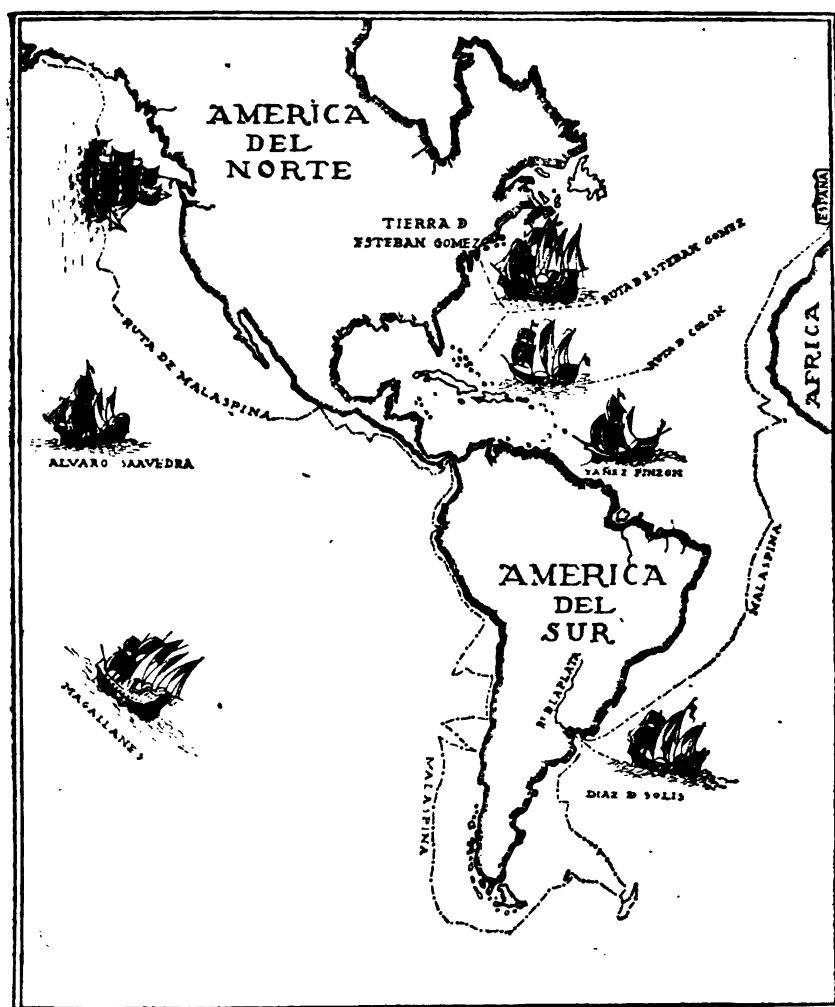 AMERICA
DEL
NORTE
TIERRA D
ESTEBAN GOMEZ
ESPAÑA
RUTA D ESTEBAN GOMEZ
RUTA D COLON
AFRICA
RUTA DE MALASPINA
ALVARO SAAVEDRA
YAÑEZ PINZON
AMERICA
DEL
SUR
MALASPINA
MAGALLANES
MALASPINA
DIAZ D SOLIS